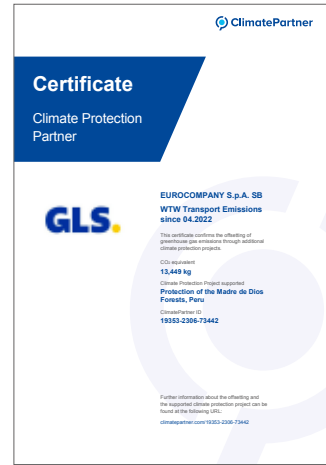 ClimatePartner
Certificate
Climate Protection
Partner
GLS.
EUROCOMPANY S.p.A. SB
WTW Transport Emissions
since 04.2022
This certificate confirms the offsetting of
greenhouse gas emissions through additional
climate protection projects.
CO₂ equivalent
13,449 kg
Climate Protection Project supported
Protection of the Madre de Dios
Forests, Peru
ClimatePartner ID
19353-2306-73442
Further information about the offsetting and
the supported climate protection project can be
found at the following URL:
climatepartner.com/19353-2306-73442